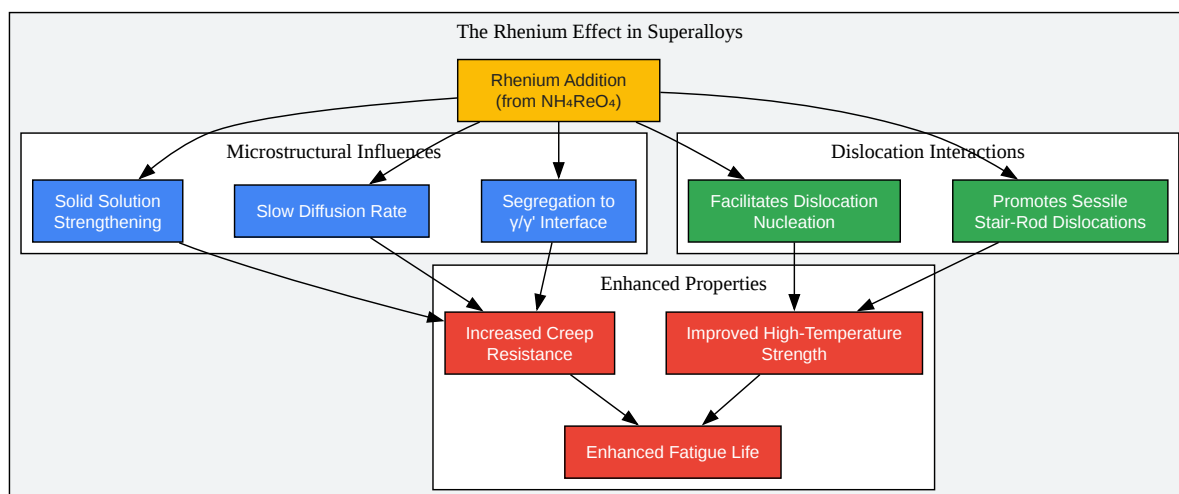 The Rhenium Effect in Superalloys
Rhenium Addition
(from NH₄ReO₄)
Microstructural Influences
Dislocation Interactions
Solid Solution
Strengthening
Slow Diffusion Rate
Segregation to
γ/γ' Interface
Facilitates Dislocation
Nucleation
Promotes Sessile
Stair-Rod Dislocations
Enhanced Properties
Increased Creep
Resistance
Improved High-Temperature
Strength
Enhanced Fatigue Life